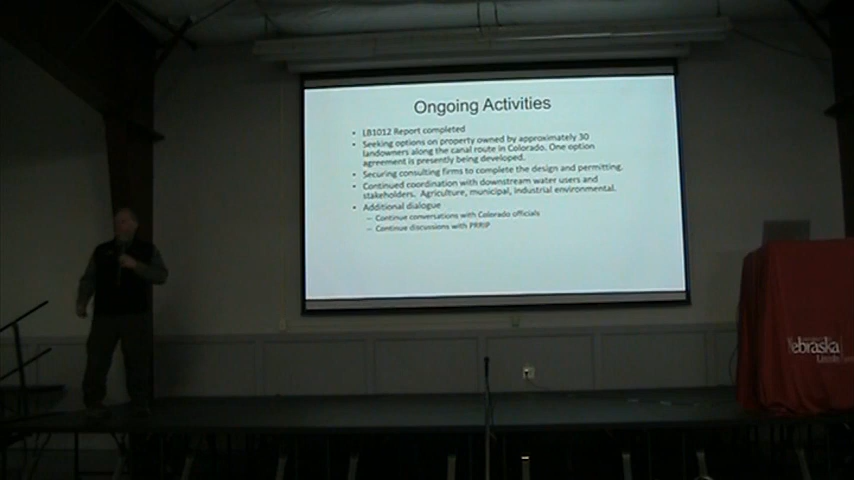 Ongoing Activities
• LB1012 Report completed
• Seeking options on property owned by approximately 30
landowners along the canal route in Colorado. One option
agreement is presently being developed.
• Securing consulting firms to complete the design and permitting.
• Continued coordination with downstream water users and
stakeholders. Agriculture, municipal, industrial environmental.
• Additional dialogue
– Continue conversations with Colorado officials
– Continue discussions with PRRIP
Nebraska
Lincoln